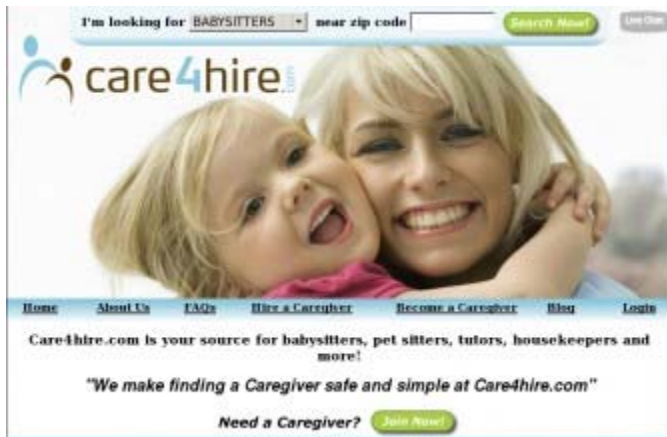 I'm looking for BABYSITTERS near zip code Search Now!
Live Chat
care4hire.com
Home About Us FAQs Hire a Caregiver Become a Caregiver Blog Login
Care4hire.com is your source for babysitters, pet sitters, tutors, housekeepers and
more!
"We make finding a Caregiver safe and simple at Care4hire.com"
Need a Caregiver? Join Now!